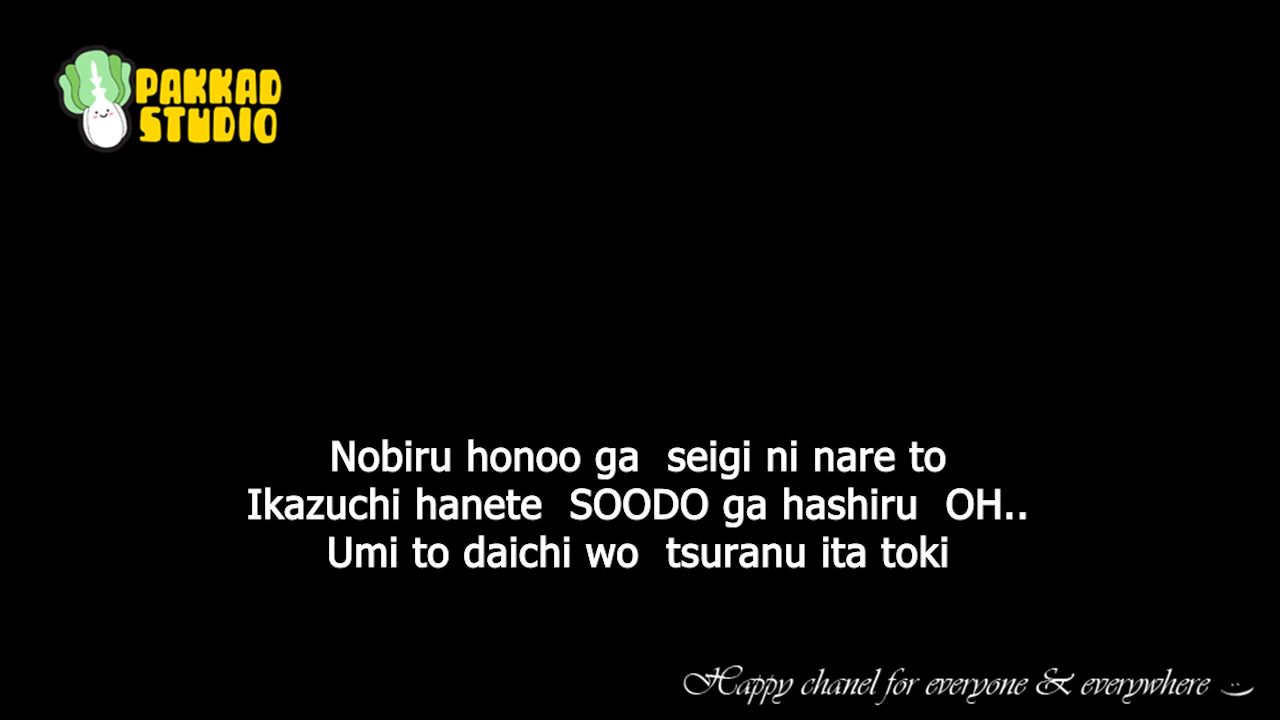 PAKKAD
STUDIO
Nobiru honoo ga  seigi ni nare to
Ikazuchi hanete  SOODO ga hashiru  OH..
Umi to daichi wo  tsuranu ita toki
Happy chanel for everyone & everywhere :)